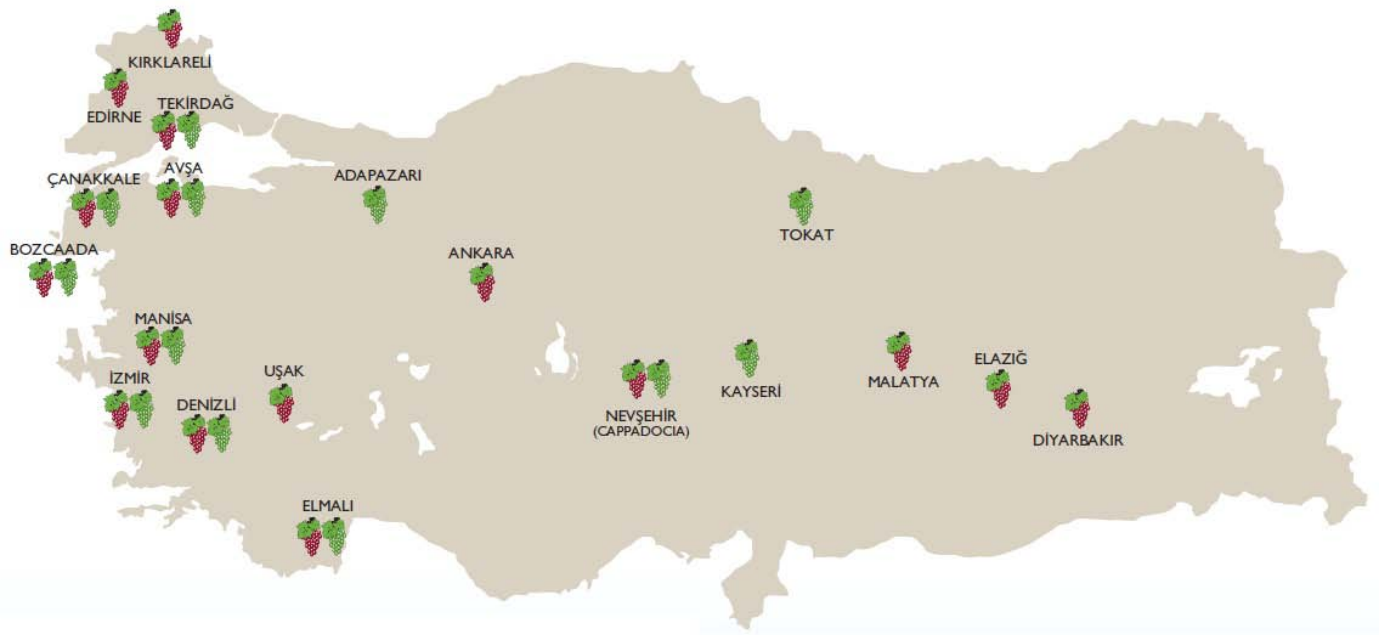 KIRKLARELİ
EDİRNE
TEKİRDAĞ
ÇANAKKALE
AVŞA
ADAPAZARI
TOKAT
BOZCAADA
ANKARA
MANİSA
İZMİR
DENİZLİ
UŞAK
NEVŞEHİR
(CAPPADOCIA)
KAYSERİ
MALATYA
ELAZIĞ
DİYARBAKIR
ELMALI